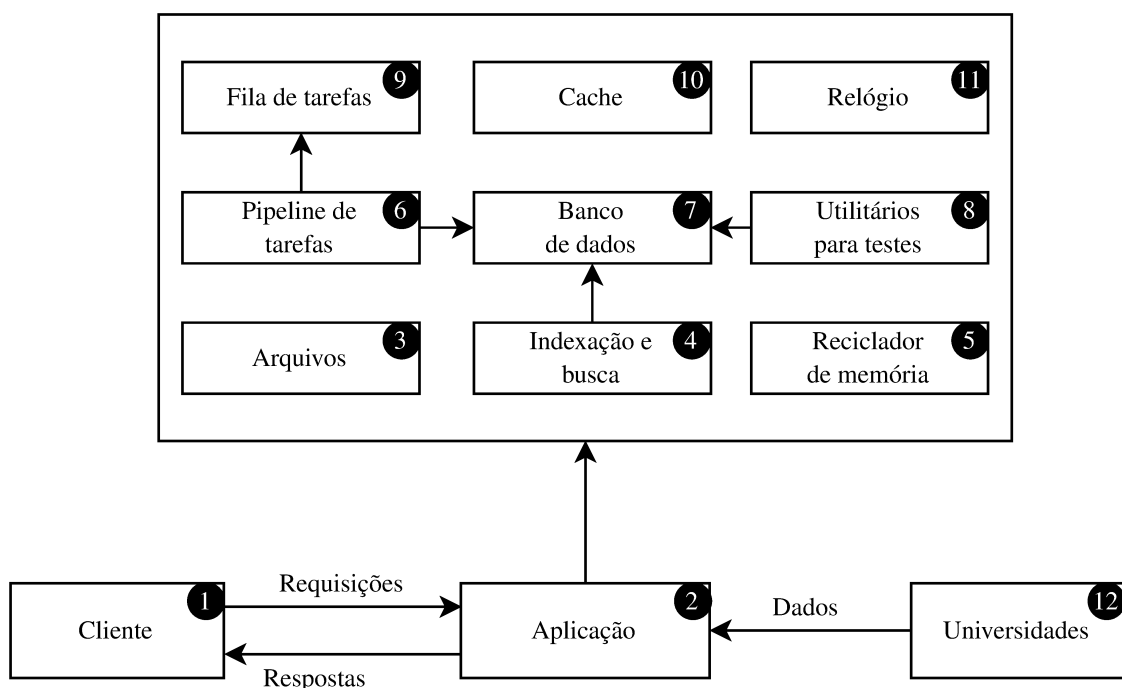 9
Fila de tarefas
10
Cache
11
Relógio
6
Pipeline de
tarefas
7
Banco
de dados
8
Utilitários
para testes
3
Arquivos
4
Indexação e
busca
5
Reciclador
de memória
1
Cliente
Requisições
Respostas
2
Aplicação
Dados
12
Universidades